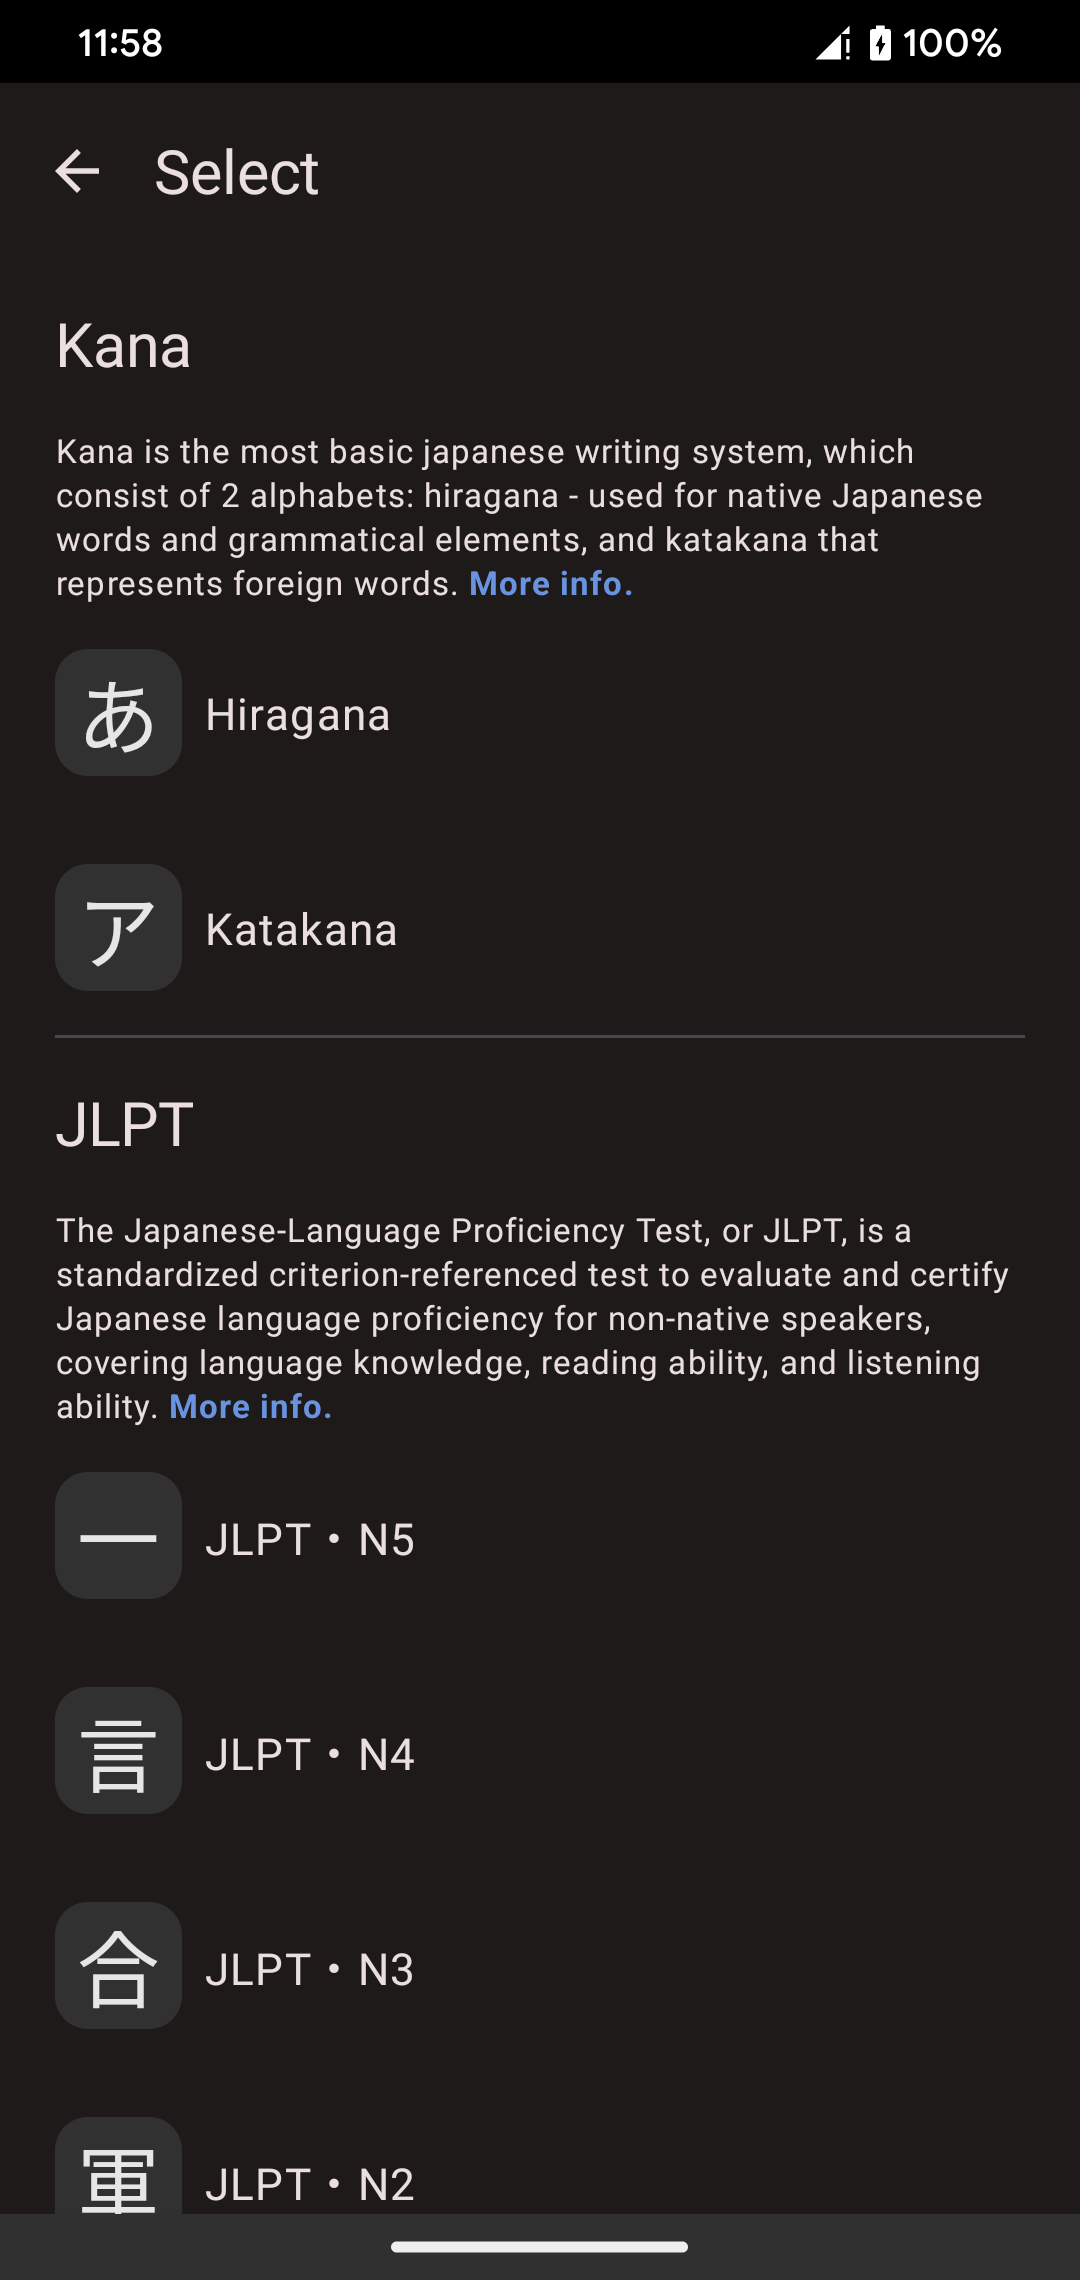 11:58
100%
Select
Kana
Kana is the most basic japanese writing system, which
consist of 2 alphabets: hiragana - used for native Japanese
words and grammatical elements, and katakana that
represents foreign words. More info.
あ Hiragana
ア Katakana
JLPT
The Japanese-Language Proficiency Test, or JLPT, is a
standardized criterion-referenced test to evaluate and certify
Japanese language proficiency for non-native speakers,
covering language knowledge, reading ability, and listening
ability. More info.
一 JLPT・N5
言 JLPT・N4
合 JLPT・N3
軍 JLPT・N2